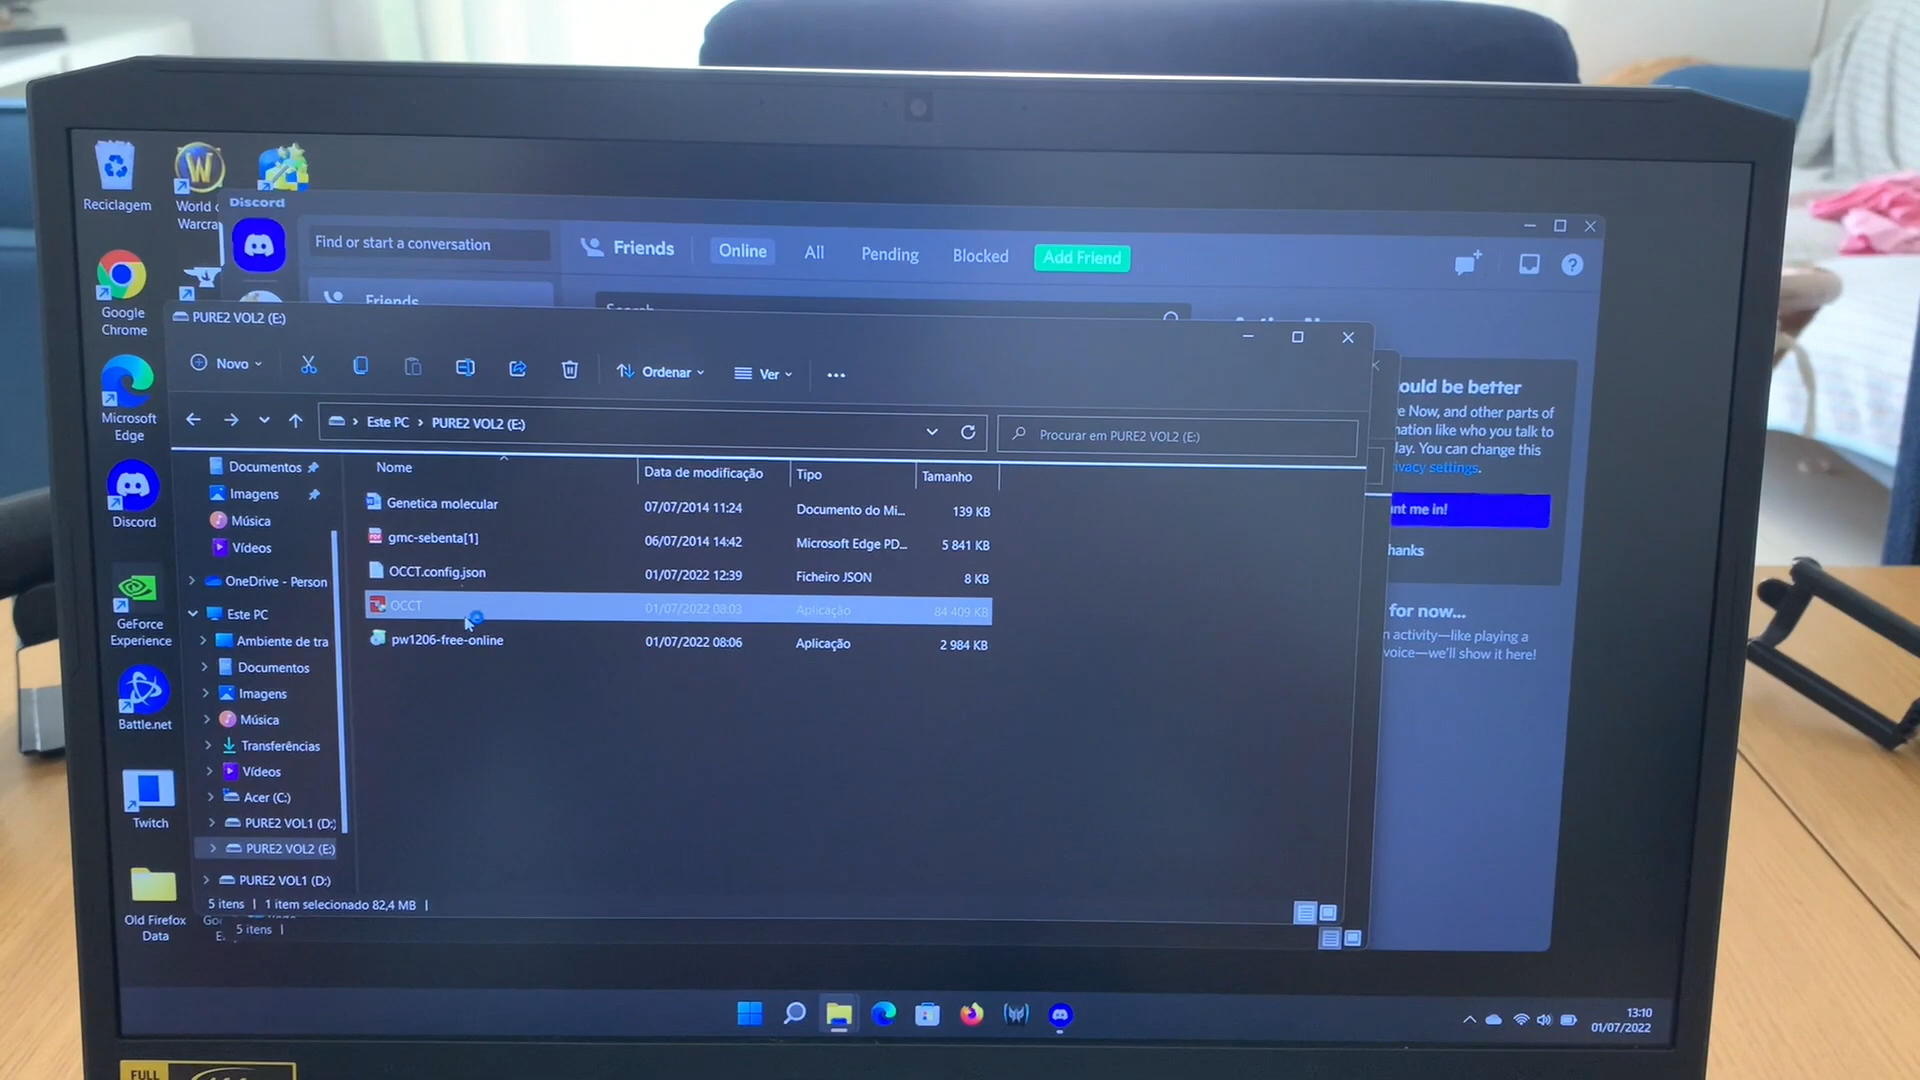 Reciclagem
World
Warcra
Discord
Find or start a conversation
Friends
Online
All
Pending
Blocked
Add Friend
Friends
Google
Chrome
PURE2 VOL2 (E:)
Novo
Ordenar
Ver
Este PC
PURE2 VOL2 (E:)
Procurar em PURE2 VOL2 (E:)
ould be better
e Now, and other parts of
nation like who you talk to
lay. You can change this
ivacy settings.
nt me in!
hanks
for now...
n activity—like playing a
voice—we'll show it here!
Microsoft
Edge
Discord
GeForce
Experience
Battle.net
Twitch
Old Firefox
Data
Documentos
Imagens
Música
Vídeos
OneDrive - Person
Este PC
Ambiente de tra
Documentos
Imagens
Música
Transferências
Vídeos
Acer (C:)
PURE2 VOL1 (D:)
PURE2 VOL2 (E:)
PURE2 VOL1 (D:)
Nome Data de modificação Tipo Tamanho
Genetica molecular 07/07/2014 11:24 Documento do Mi... 139 KB
gmc-sebenta[1] 06/07/2014 14:42 Microsoft Edge PD... 5 841 KB
OCCT.config.json 01/07/2022 12:39 Ficheiro JSON 8 KB
OCCT 01/07/2022 08:03 Aplicação 84 409 KB
pw1206-free-online 01/07/2022 08:06 Aplicação 2 984 KB
5 itens 1 item selecionado 82,4 MB
5 itens
13:10
01/07/2022
FULL